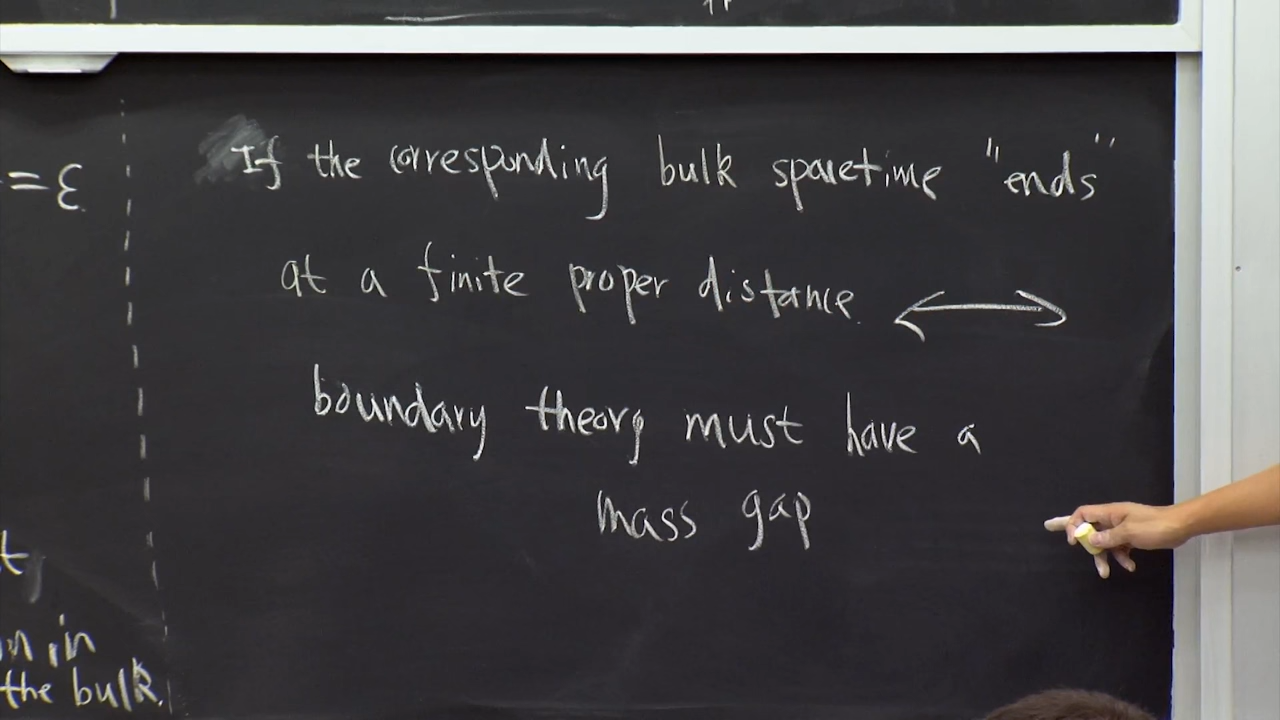 = ε
If the corresponding bulk spacetime "ends"
at a finite proper distance. ⟷
boundary theory must have a
mass gap
in
the bulk.